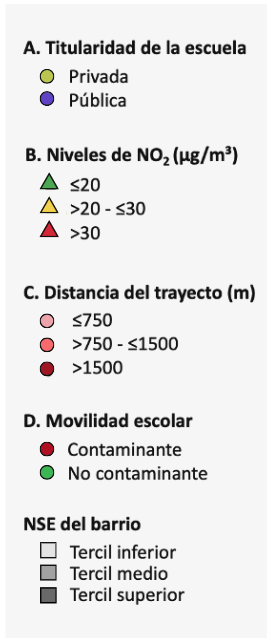 A. Titularidad de la escuela
Privada
Pública
B. Niveles de NO₂ (µg/m³)
≤20
>20 - ≤30
>30
C. Distancia del trayecto (m)
≤750
>750 - ≤1500
>1500
D. Movilidad escolar
Contaminante
No contaminante
NSE del barrio
Tercil inferior
Tercil medio
Tercil superior